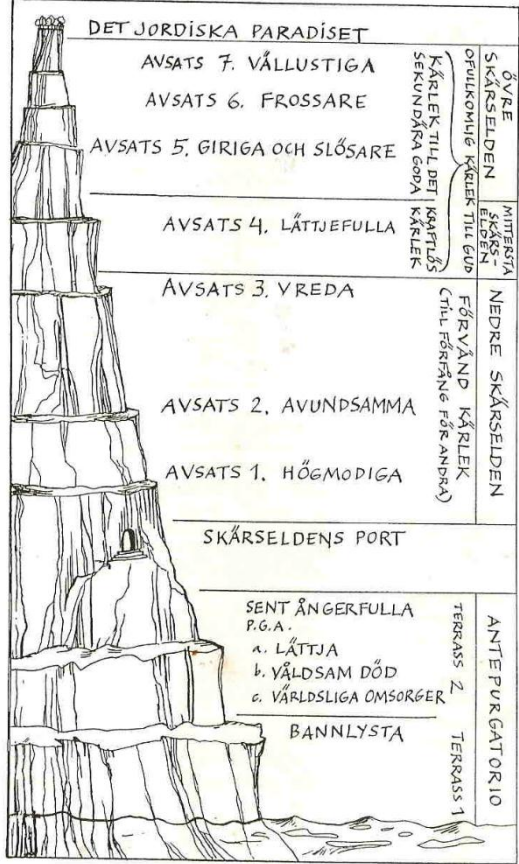 DET JORDISKA PARADISET
AVSATS 7. VÄLLUSTIGA
AVSATS 6. FROSSARE
AVSATS 5. GIRIGA OCH SLÖSARE
KÄRLEK TILL DET
SEKUNDÄRA GODA
AVSATS 4. LÄTTJEFULLA
KRAFTLÖS
KÄRLEK
OFULLKOMLIG KÄRLEK TILL GUD
ÖVRE
SKÄRSELDEN
MITTERSTA
SKÄRS-
ELDEN
AVSATS 3. VREDA
AVSATS 2. AVUNDSAMMA
AVSATS 1. HÖGMODIGA
FÖRVÄND KÄRLEK
(TILL FÖRFÅNG FÖR ANDRA)
NEDRE SKÄRSELDEN
SKÄRSELDENS PORT
SENT ÅNGERFULLA
P.G.A.
a. LÄTTJA
b. VÅLDSAM DÖD
c. VÄRLDSLIGA OMSORGER
TERRASS 2
BANNLYSTA
TERRASS 1
ANTEPURGATORIO